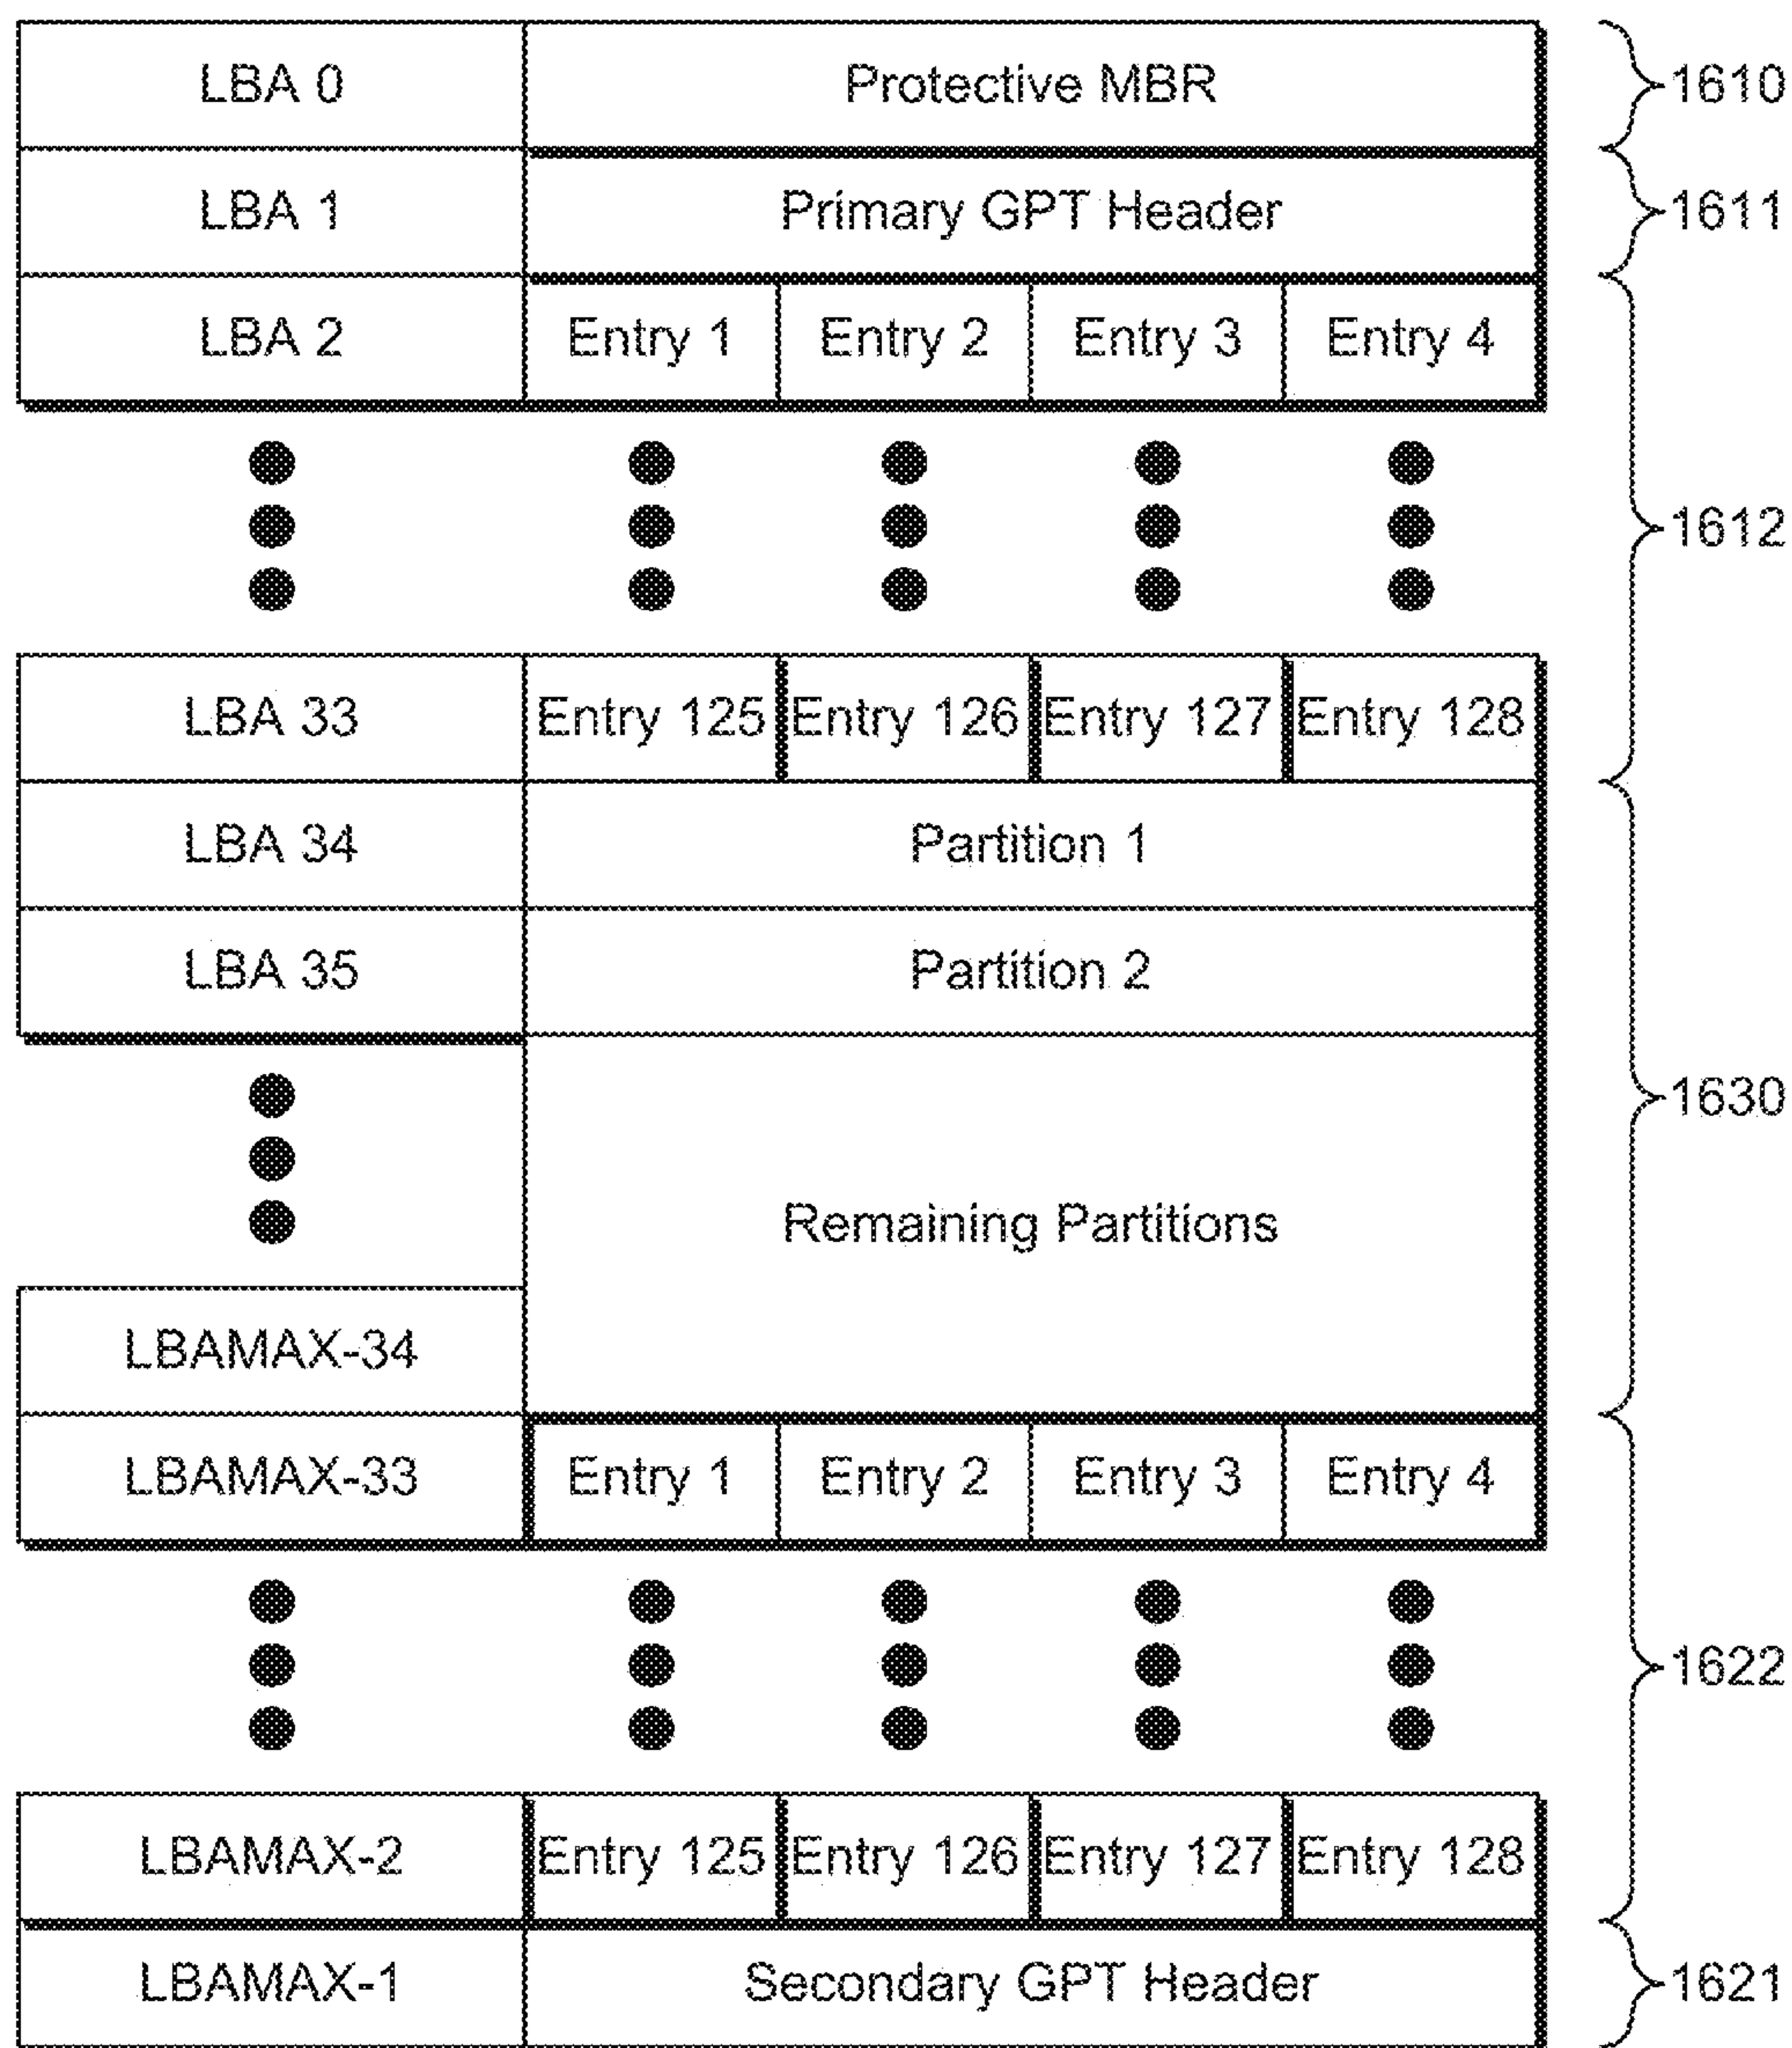 LBA 0 Protective MBR 1610
LBA 1 Primary GPT Header 1611
LBA 2 Entry 1 Entry 2 Entry 3 Entry 4
1612
LBA 33 Entry 125 Entry 126 Entry 127 Entry 128
LBA 34 Partition 1
LBA 35 Partition 2
1630
Remaining Partitions
LBAMAX-34
LBAMAX-33 Entry 1 Entry 2 Entry 3 Entry 4
1622
LBAMAX-2 Entry 125 Entry 126 Entry 127 Entry 128
LBAMAX-1 Secondary GPT Header 1621